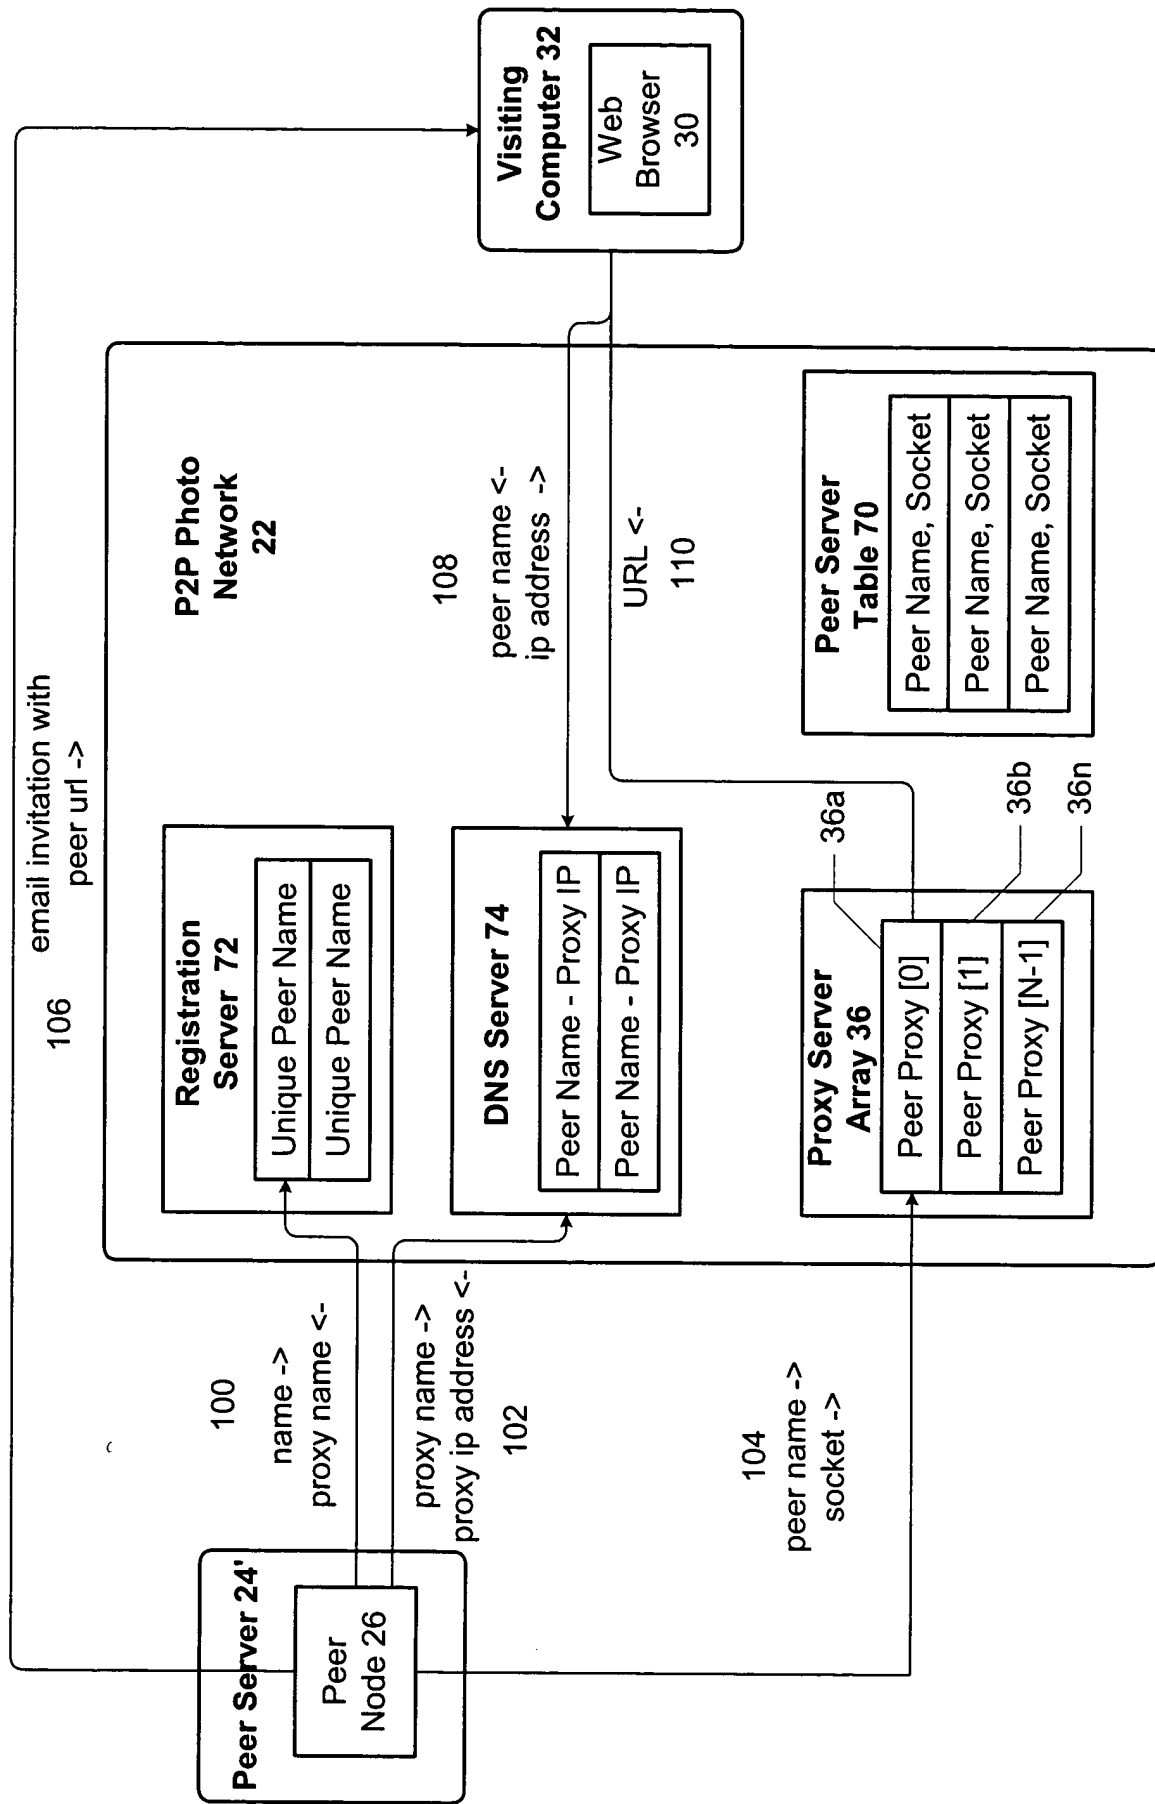 email invitation with
peer url ->
106
Peer Server 24'
Peer
Node 26
100
name ->
proxy name <-
proxy name ->
proxy ip address <-
102
104
peer name ->
socket ->
P2P Photo
Network
22
Registration
Server 72
Unique Peer Name
Unique Peer Name
DNS Server 74
Peer Name - Proxy IP
Peer Name - Proxy IP
Proxy Server
Array 36
Peer Proxy [0]
Peer Proxy [1]
Peer Proxy [N-1]
36a
36b
36n
108
peer name <-
ip address ->
URL <-
110
Peer Server
Table 70
Peer Name, Socket
Peer Name, Socket
Peer Name, Socket
Visiting
Computer 32
Web
Browser
30